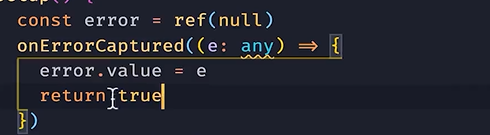 const error = ref(null)
onErrorCaptured((e: any) => {
error.value = e
return true
})